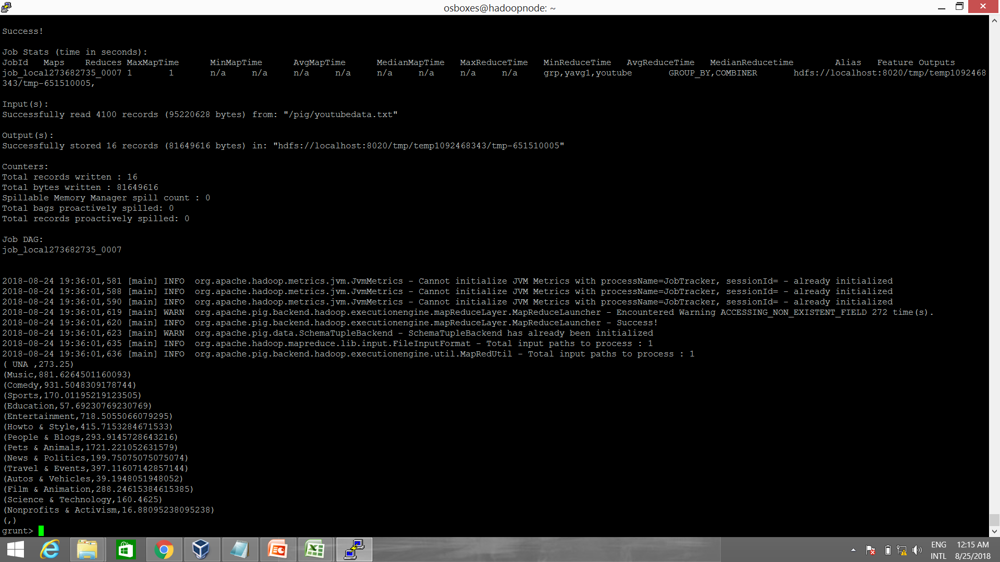 osboxes@hadoopnode: ~
Success!
Job Stats (time in seconds):
JobId Maps Reduces MaxMapTime MinMapTime AvgMapTime MedianMapTime MaxReduceTime MinReduceTime AvgReduceTime MedianReducetime Alias Feature Outputs
job_local273682735_0007 1 1 n/a n/a n/a n/a n/a n/a n/a n/a grp,yavg1,youtube GROUP_BY,COMBINER hdfs://localhost:8020/tmp/temp1092468
343/tmp-651510005,
Input(s):
Successfully read 4100 records (95220628 bytes) from: "/pig/youtubedata.txt"
Output(s):
Successfully stored 16 records (81649616 bytes) in: "hdfs://localhost:8020/tmp/temp1092468343/tmp-651510005"
Counters:
Total records written : 16
Total bytes written : 81649616
Spillable Memory Manager spill count : 0
Total bags proactively spilled: 0
Total records proactively spilled: 0
Job DAG:
job_local273682735_0007
2018-08-24 19:36:01,581 [main] INFO  org.apache.hadoop.metrics.jvm.JvmMetrics - Cannot initialize JVM Metrics with processName=JobTracker, sessionId= - already initialized
2018-08-24 19:36:01,588 [main] INFO  org.apache.hadoop.metrics.jvm.JvmMetrics - Cannot initialize JVM Metrics with processName=JobTracker, sessionId= - already initialized
2018-08-24 19:36:01,590 [main] INFO  org.apache.hadoop.metrics.jvm.JvmMetrics - Cannot initialize JVM Metrics with processName=JobTracker, sessionId= - already initialized
2018-08-24 19:36:01,619 [main] WARN  org.apache.pig.backend.hadoop.executionengine.mapReduceLayer.MapReduceLauncher - Encountered Warning ACCESSING_NON_EXISTENT_FIELD 272 time(s).
2018-08-24 19:36:01,620 [main] INFO  org.apache.pig.backend.hadoop.executionengine.mapReduceLayer.MapReduceLauncher - Success!
2018-08-24 19:36:01,623 [main] WARN  org.apache.pig.data.SchemaTupleBackend - SchemaTupleBackend has already been initialized
2018-08-24 19:36:01,635 [main] INFO  org.apache.hadoop.mapreduce.lib.input.FileInputFormat - Total input paths to process : 1
2018-08-24 19:36:01,636 [main] INFO  org.apache.pig.backend.hadoop.executionengine.util.MapRedUtil - Total input paths to process : 1
( UNA ,273.25)
(Music,881.6264501160093)
(Comedy,931.5048309178744)
(Sports,170.01195219123505)
(Education,57.69230769230769)
(Entertainment,718.5055066079295)
(Howto & Style,415.7153284671533)
(People & Blogs,293.9145728643216)
(Pets & Animals,1721.221052631579)
(News & Politics,199.75075075075074)
(Travel & Events,397.11607142857144)
(Autos & Vehicles,39.1948051948052)
(Film & Animation,288.24615384615385)
(Science & Technology,160.4625)
(Nonprofits & Activism,16.88095238095238)
(,)
grunt>
ENG 12:15 AM
INTL 8/25/2018